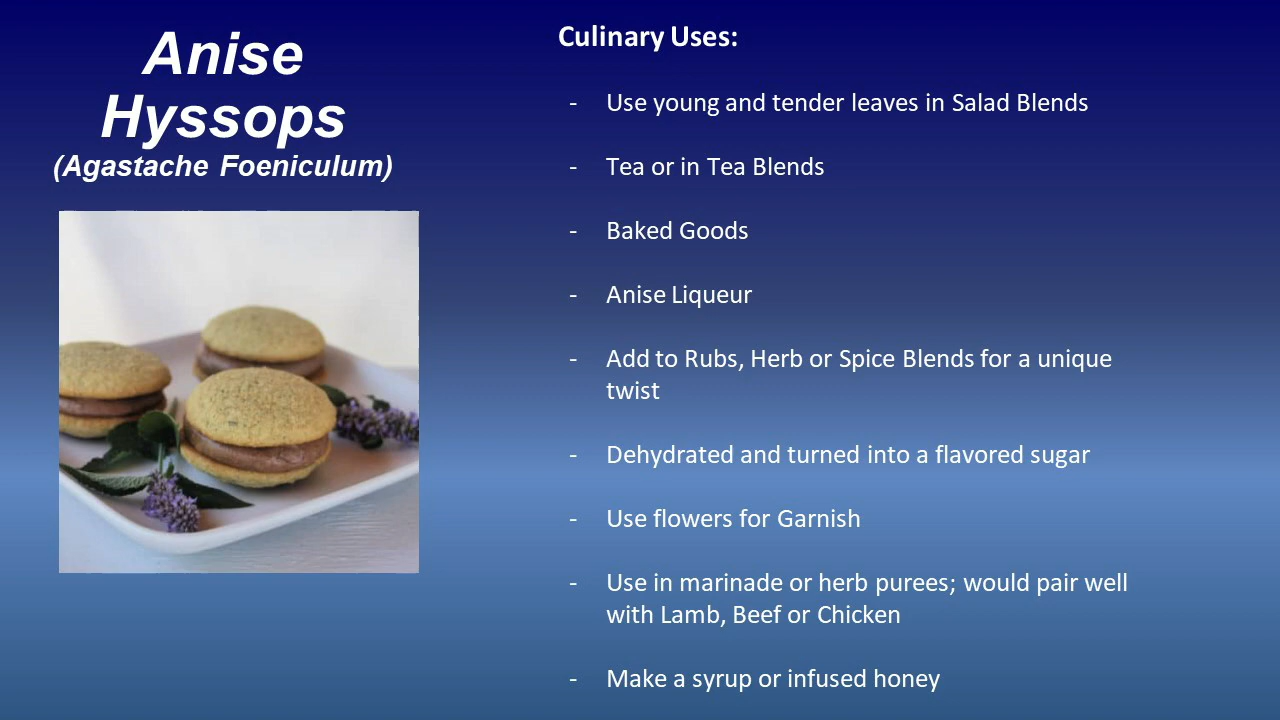 Anise
Hyssops
(Agastache Foeniculum)
Culinary Uses:
- Use young and tender leaves in Salad Blends
- Tea or in Tea Blends
- Baked Goods
- Anise Liqueur
- Add to Rubs, Herb or Spice Blends for a unique
twist
- Dehydrated and turned into a flavored sugar
- Use flowers for Garnish
- Use in marinade or herb purees; would pair well
with Lamb, Beef or Chicken
- Make a syrup or infused honey